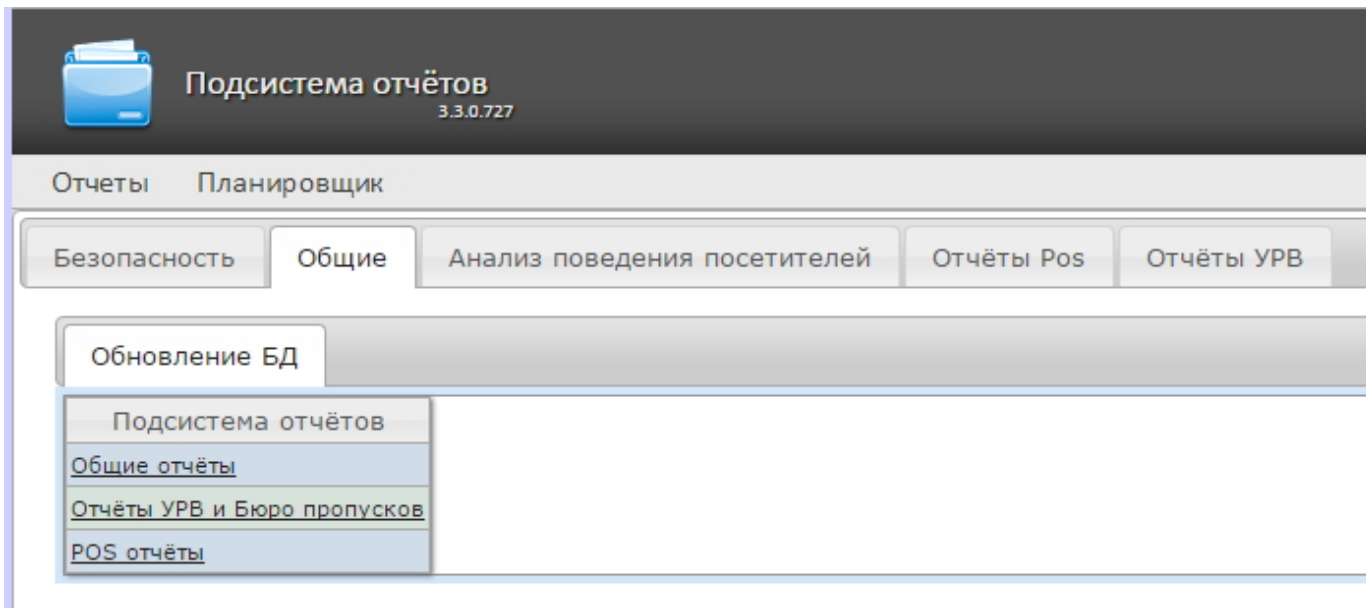 Подсистема отчётов
3.3.0.727
Отчеты Планировщик
Безопасность Общие Анализ поведения посетителей Отчёты Pos Отчёты УРВ
Обновление БД
Подсистема отчётов
Общие отчёты
Отчёты УРВ и Бюро пропусков
POS отчёты